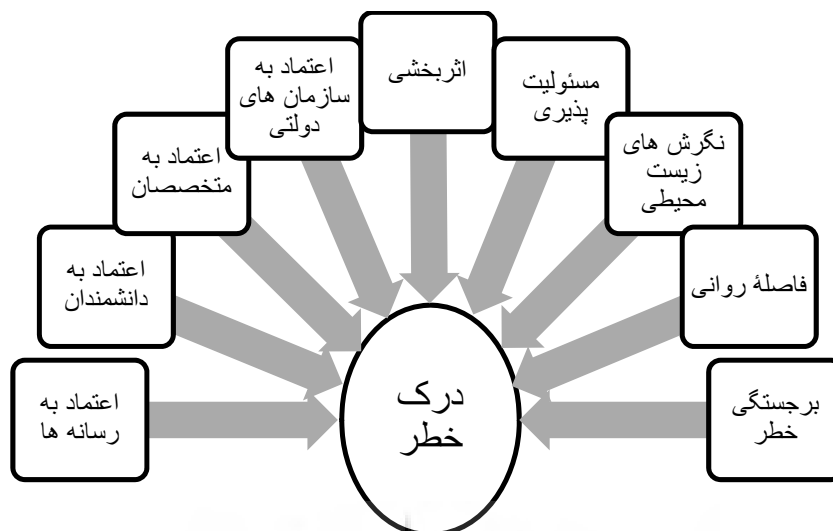 اثربخشی
اعتماد به
سازمان های
دولتی
مسئولیت
پذیری
اعتماد به
متخصصان
نگرش های
زیست
محیطی
اعتماد به
دانشمندان
فاصلهٔ روانی
اعتماد به
رسانه ها
برجستگی
خطر
درک
خطر